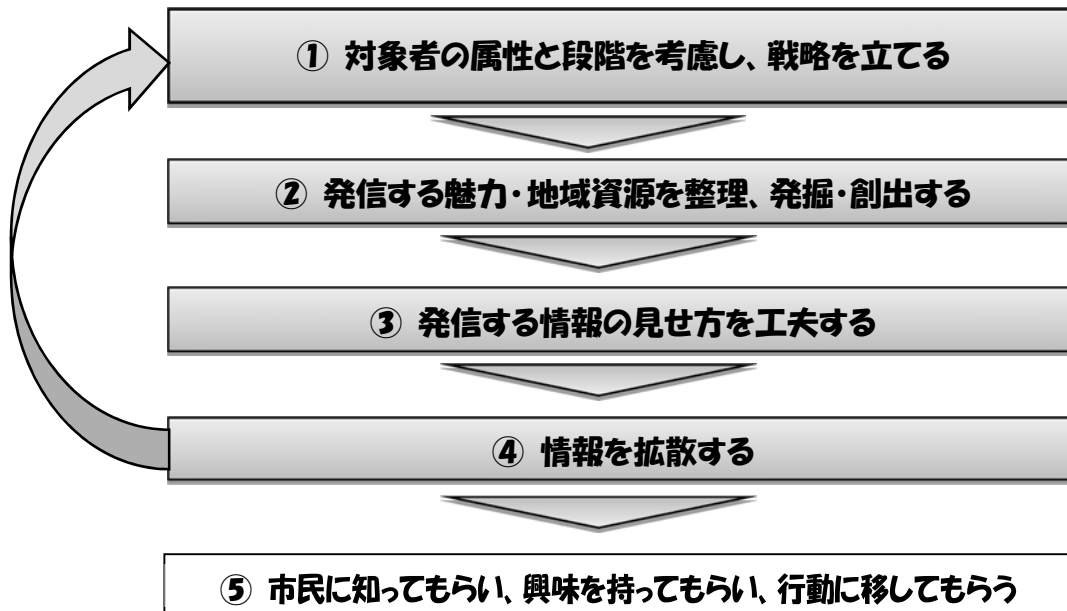 ① 対象者の属性と段階を考慮し、戦略を立てる
② 発信する魅力・地域資源を整理、発掘・創出する
③ 発信する情報の見せ方を工夫する
④ 情報を拡散する
⑤ 市民に知ってもらい、興味を持ってもらい、行動に移してもらう